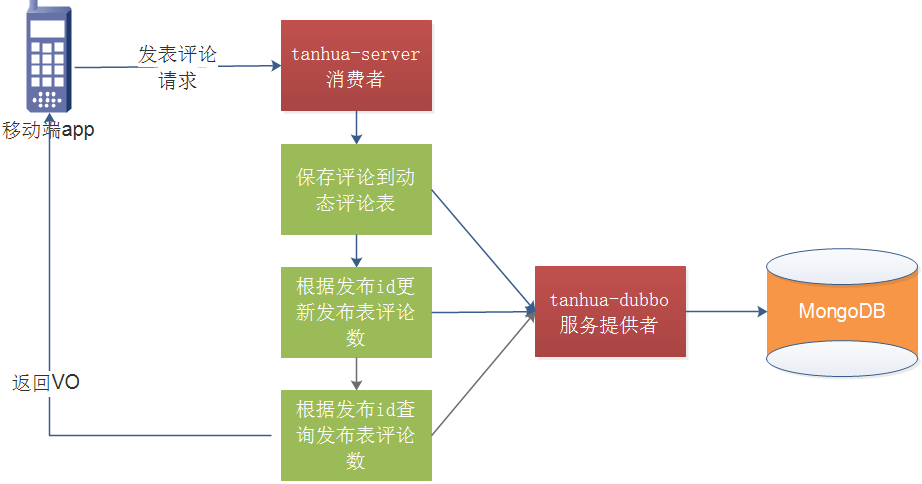 发表评论
请求
移动端app
tanhua-server
消费者
保存评论到动
态评论表
根据发布id更
新发布表评论
数
根据发布id查
询发布表评论
数
返回VO
tanhua-dubbo
服务提供者
MongoDB